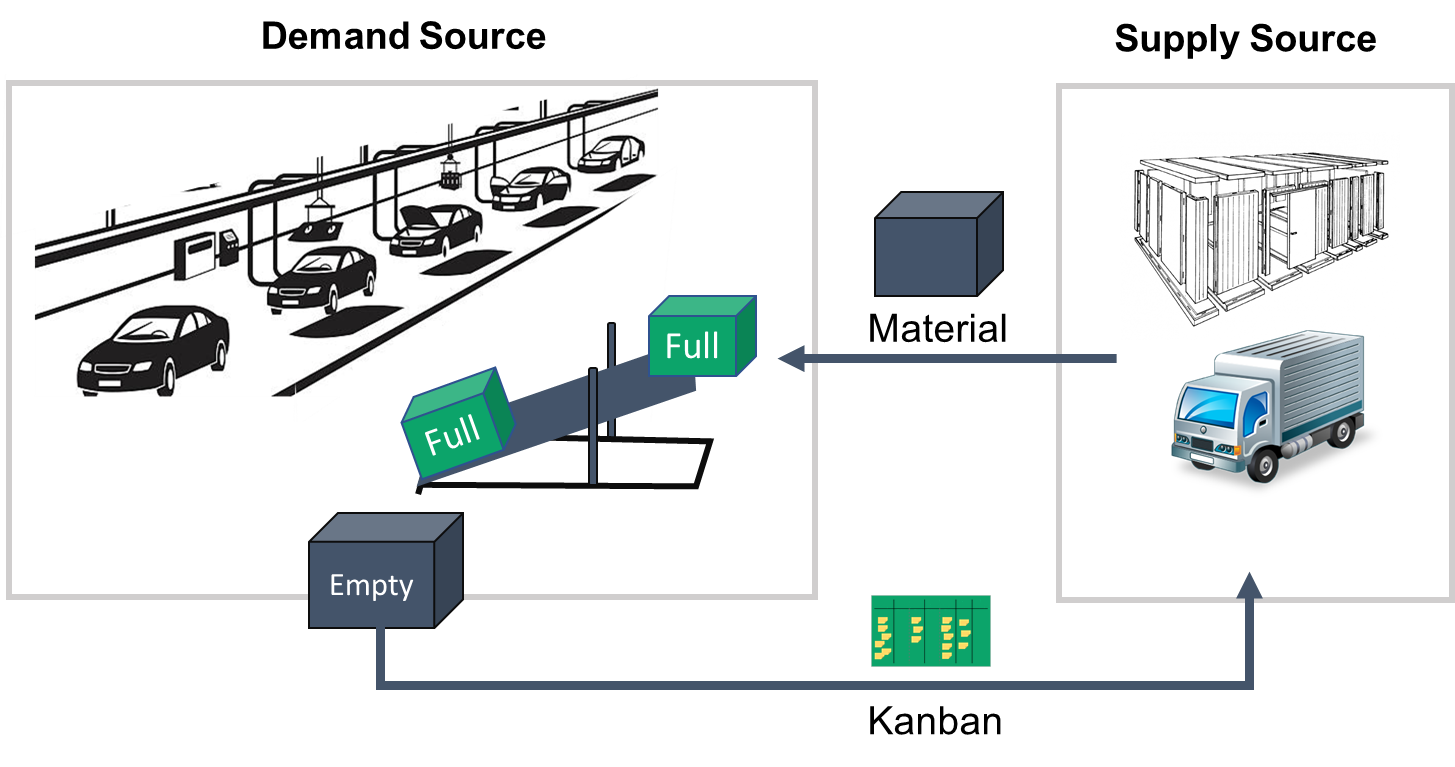 Demand Source
Supply Source
Material
Full
Full
Empty
Kanban